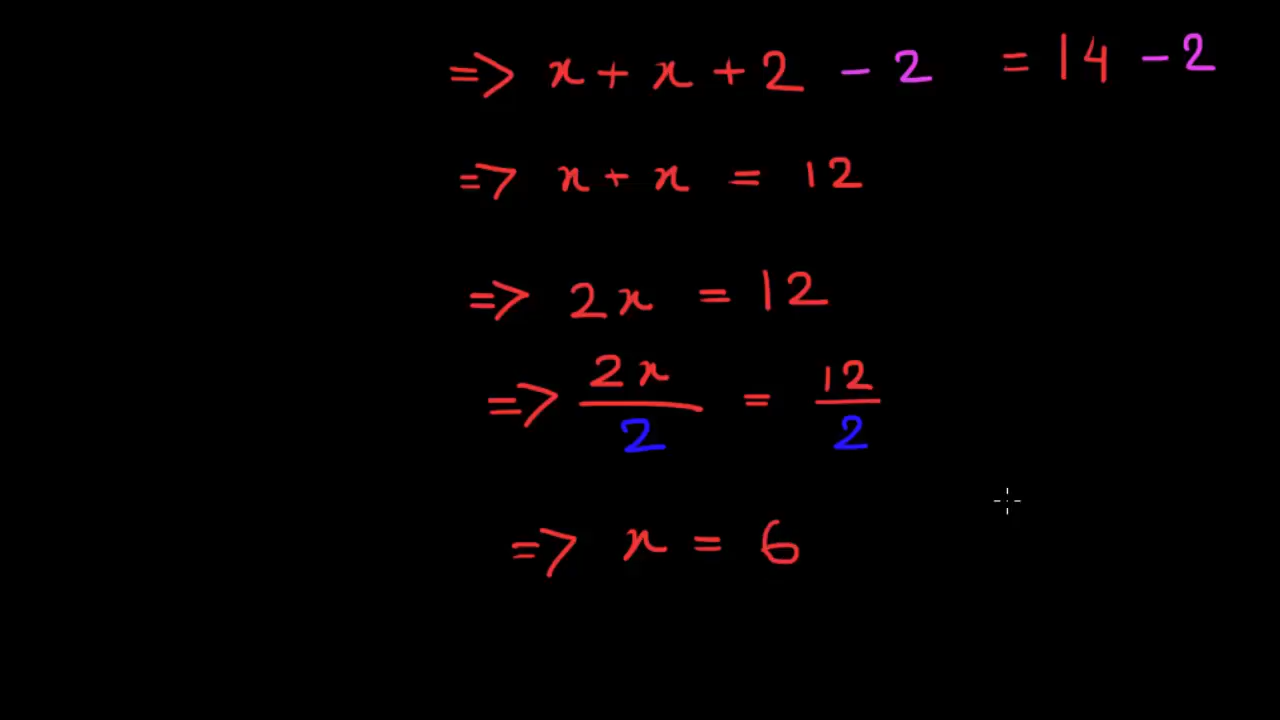 => x + x + 2 - 2 = 14 - 2
=> x + x = 12
=> 2x = 12
=> 2x/2 = 12/2
=> x = 6